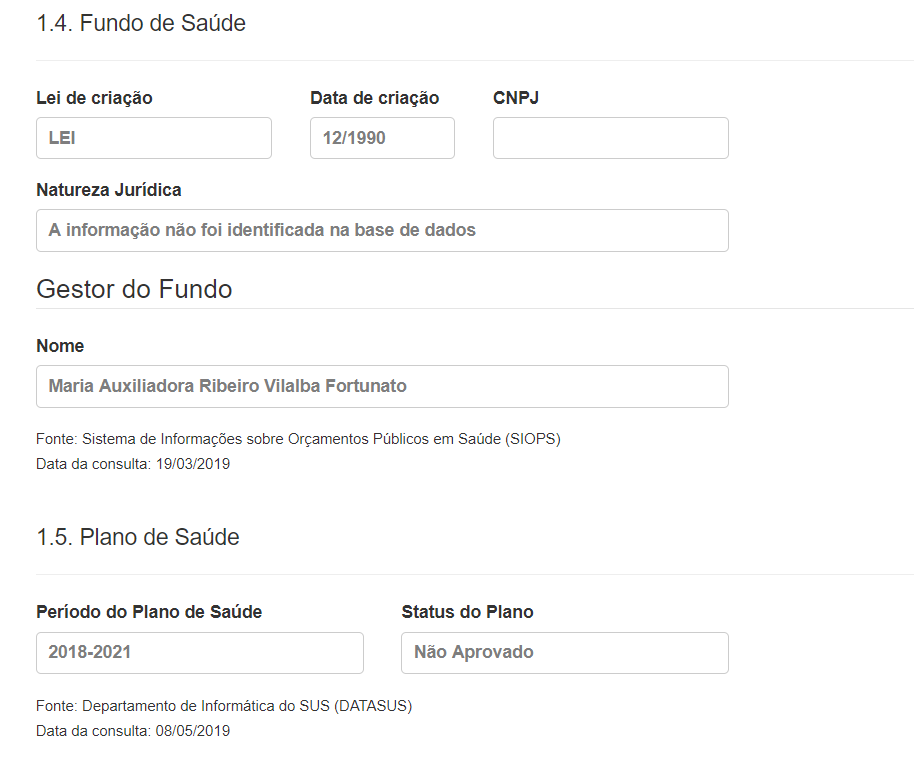 1.4. Fundo de Saúde
Lei de criação Data de criação CNPJ
LEI 12/1990
Natureza Jurídica
A informação não foi identificada na base de dados
Gestor do Fundo
Nome
Maria Auxiliadora Ribeiro Vilalba Fortunato
Fonte: Sistema de Informações sobre Orçamentos Públicos em Saúde (SIOPS)
Data da consulta: 19/03/2019
1.5. Plano de Saúde
Período do Plano de Saúde Status do Plano
2018-2021 Não Aprovado
Fonte: Departamento de Informática do SUS (DATASUS)
Data da consulta: 08/05/2019